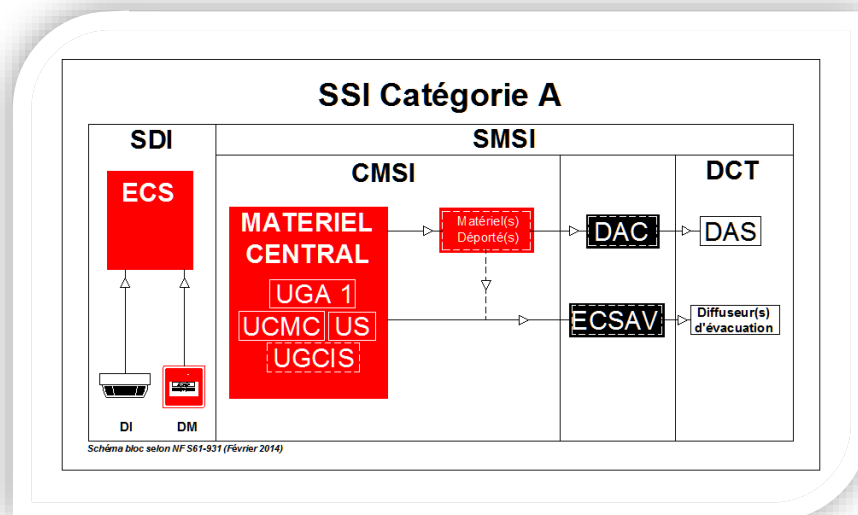 SSI Catégorie A
SDI
SMSI
ECS
CMSI
DCT
MATERIEL
CENTRAL
UGA 1
UCMC
US
UGCIS
Matériel(s)
Déporté(s)
DAC
DAS
ECSAV
Diffuseur(s)
d'évacuation
DI
DM
Schéma bloc selon NF S61-931 (Février 2014)